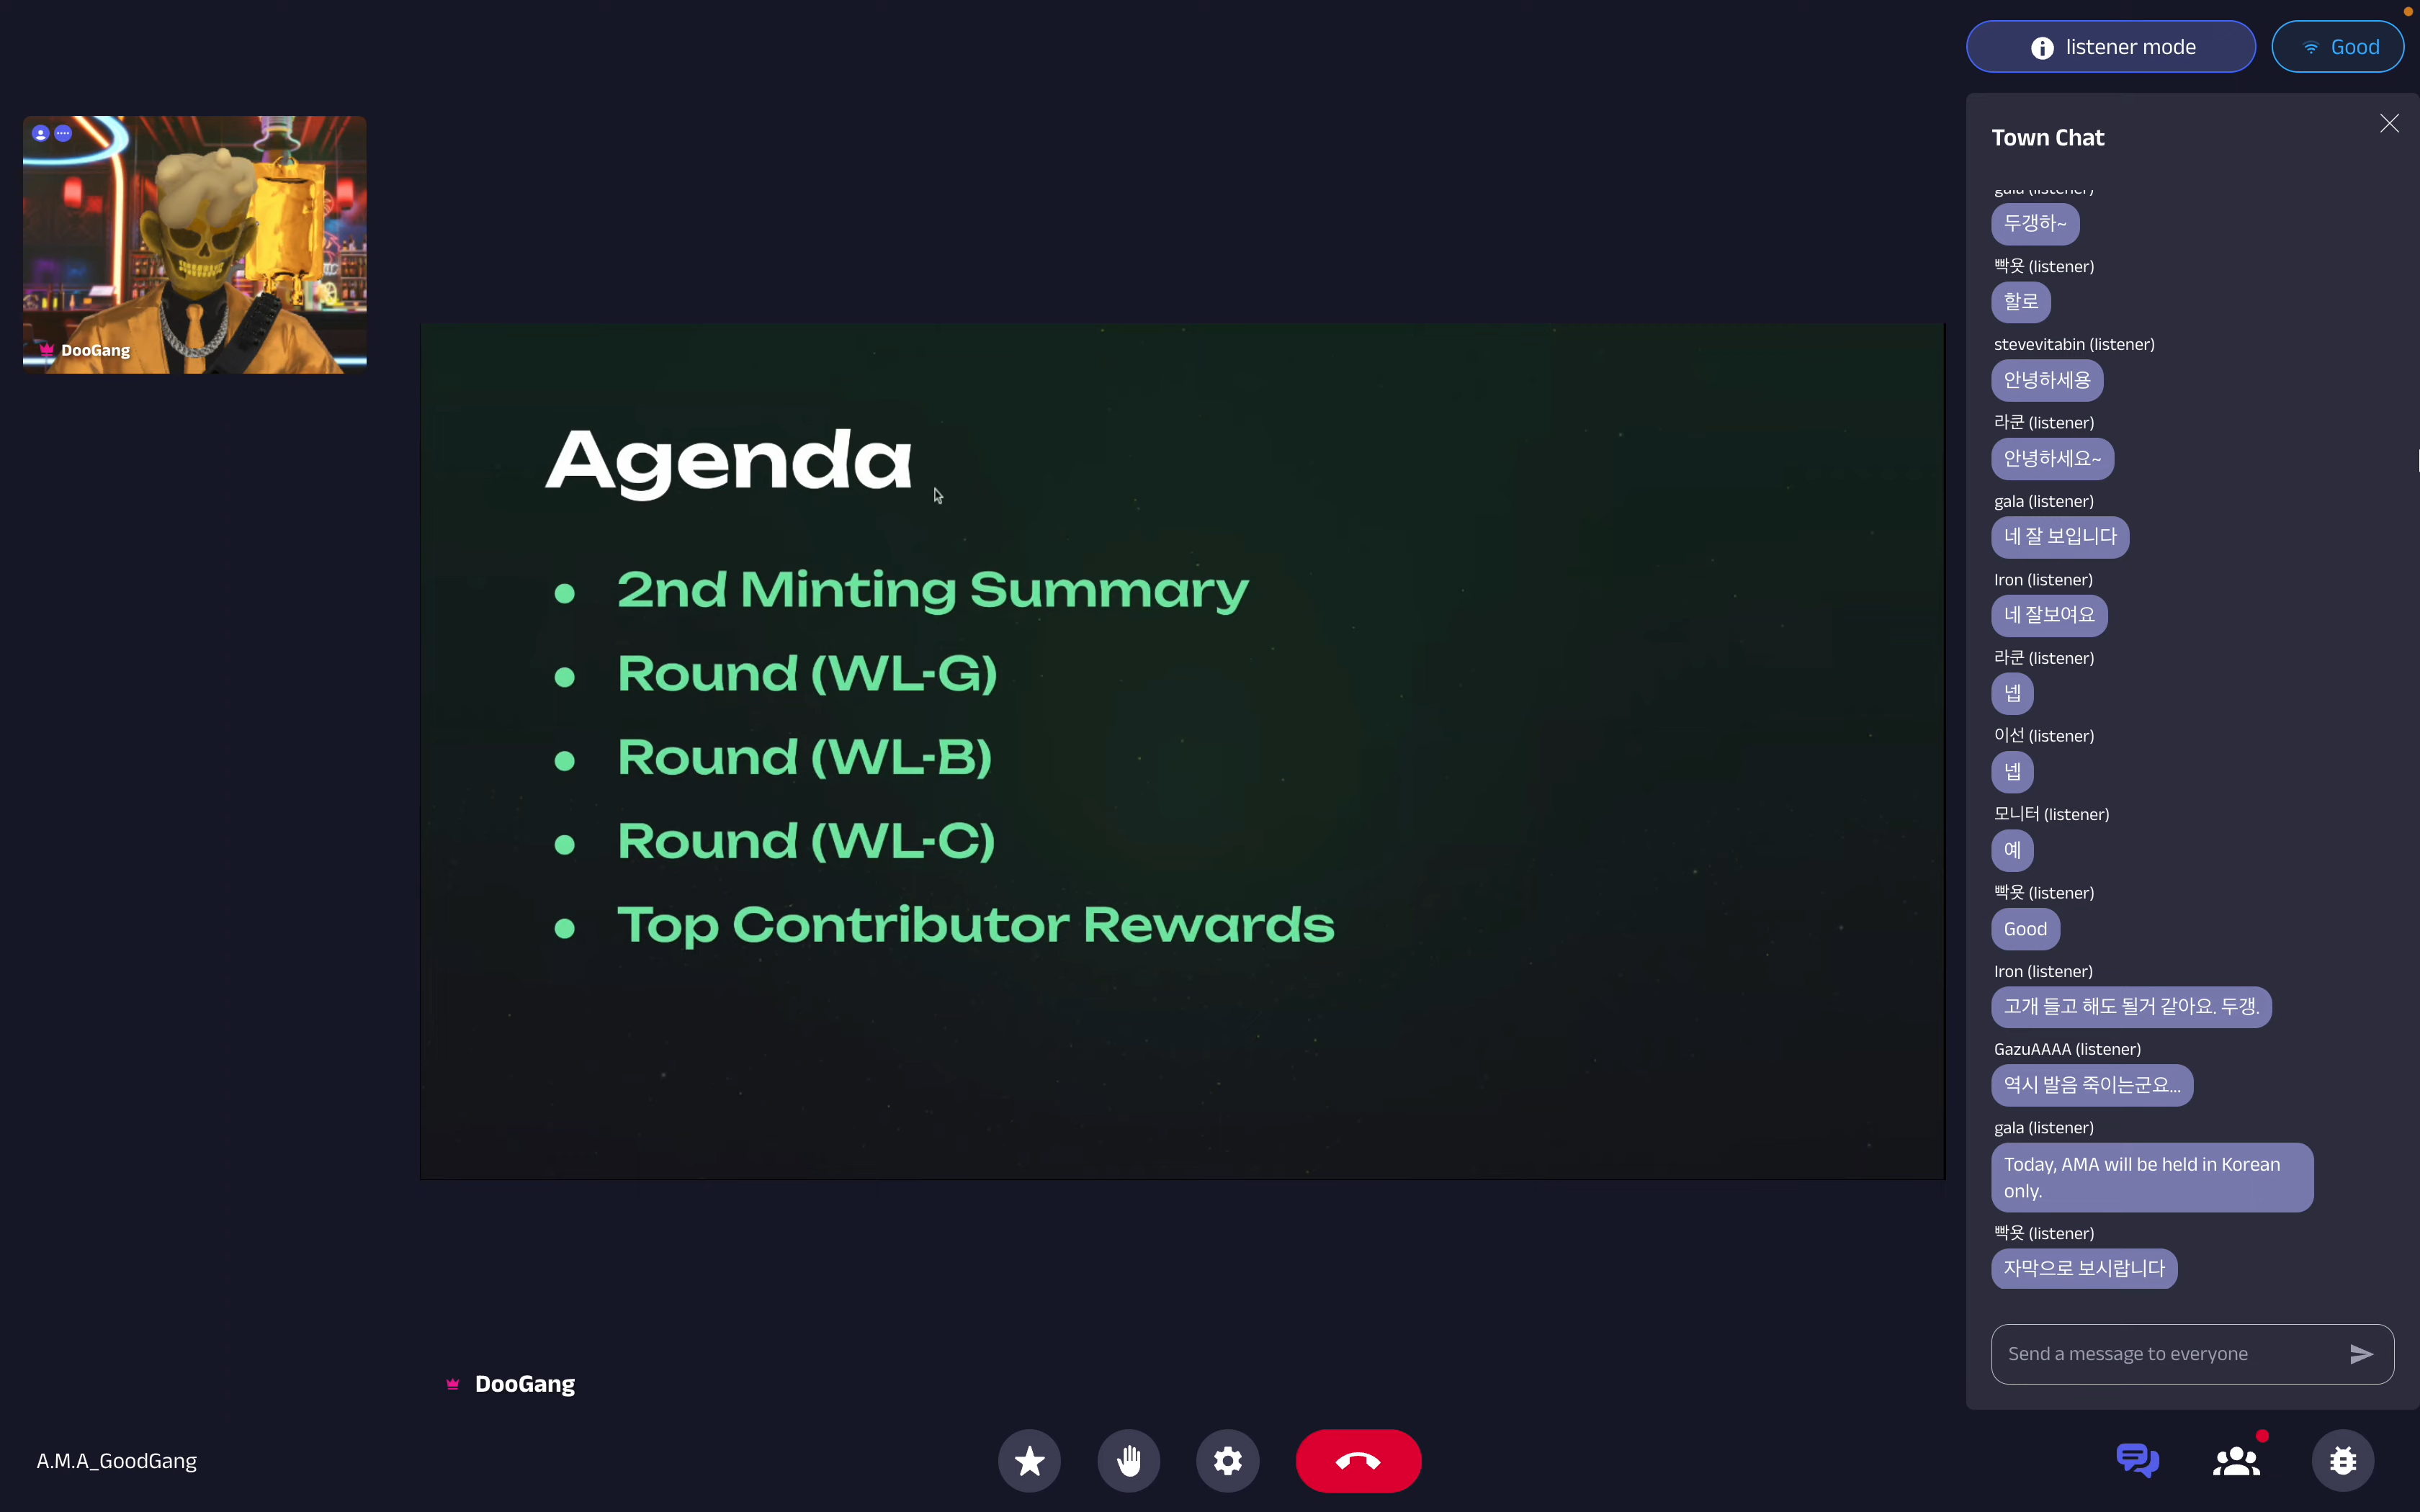 listener mode
Good
DooGang
Agenda
2nd Minting Summary
Round (WL-G)
Round (WL-B)
Round (WL-C)
Top Contributor Rewards
DooGang
A.M.A_GoodGang
Town Chat
gala (listener)
두갱하~
빡욧 (listener)
할로
stevevitabin (listener)
안녕하세용
라쿤 (listener)
안녕하세요~
gala (listener)
네 잘 보입니다
Iron (listener)
네 잘보여요
라쿤 (listener)
넵
이선 (listener)
넵
모니터 (listener)
예
빡욧 (listener)
Good
Iron (listener)
고개 들고 해도 될거 같아요. 두갱.
GazuAAAA (listener)
역시 발음 죽이는군요...
gala (listener)
Today, AMA will be held in Korean
only.
빡욧 (listener)
자막으로 보시랍니다
Send a message to everyone